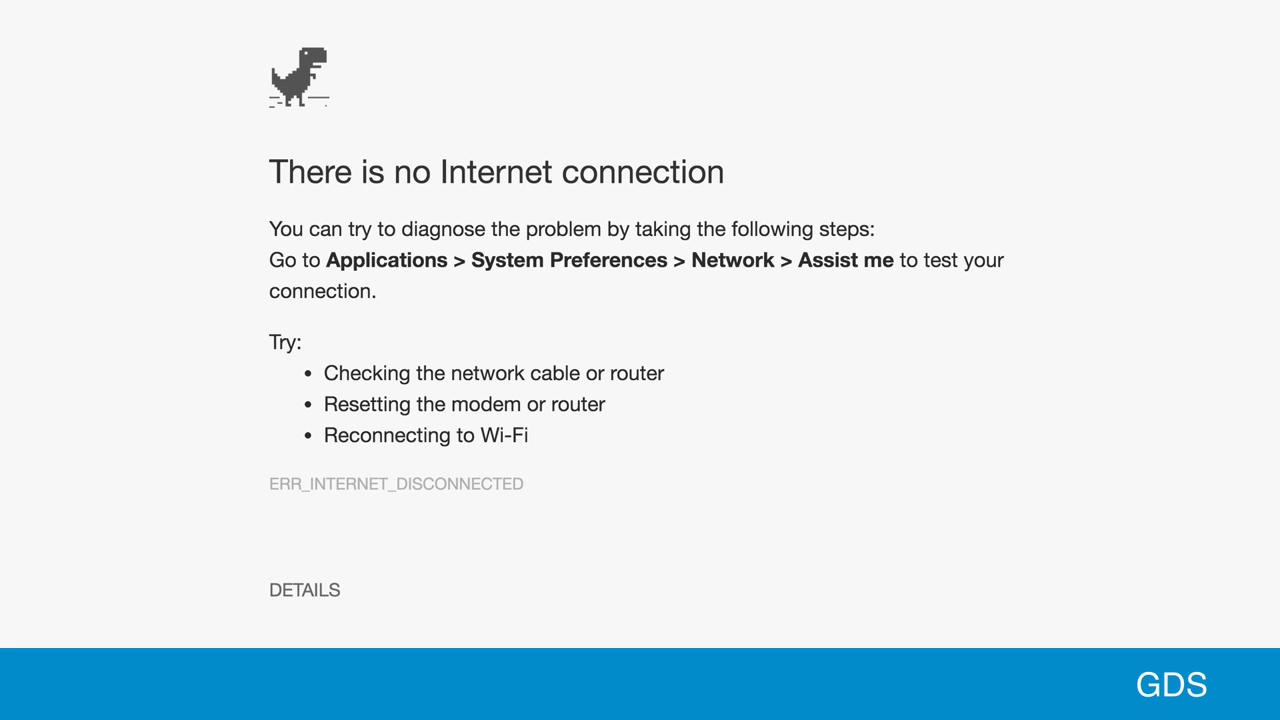 There is no Internet connection
You can try to diagnose the problem by taking the following steps:
Go to Applications > System Preferences > Network > Assist me to test your
connection.
Try:
• Checking the network cable or router
• Resetting the modem or router
• Reconnecting to Wi-Fi
ERR_INTERNET_DISCONNECTED
DETAILS
GDS